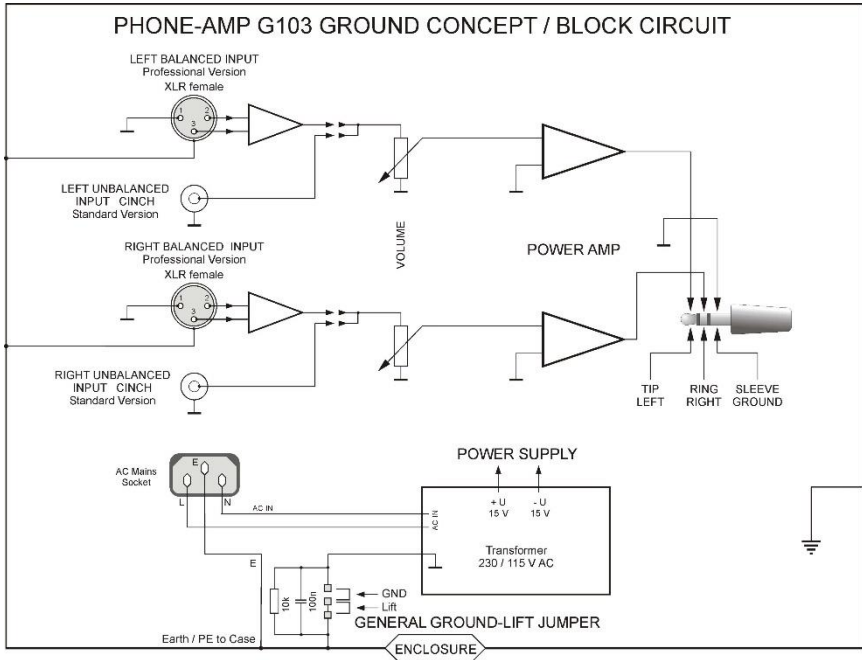 PHONE-AMP G103 GROUND CONCEPT / BLOCK CIRCUIT
LEFT BALANCED INPUT
Professional Version
XLR female
1
2
3
LEFT UNBALANCED
INPUT CINCH
Standard Version
RIGHT BALANCED INPUT
Professional Version
XLR female
1
2
3
RIGHT UNBALANCED
INPUT CINCH
Standard Version
VOLUME
POWER AMP
TIP
LEFT
RING
RIGHT
SLEEVE
GROUND
AC Mains
Socket
E
L
N
AC IN
E
POWER SUPPLY
+ U
15 V
- U
15 V
AC IN
AC IN
Transformer
230 / 115 V AC
10k
100n
GND
Lift
GENERAL GROUND-LIFT JUMPER
Earth / PE to Case
ENCLOSURE